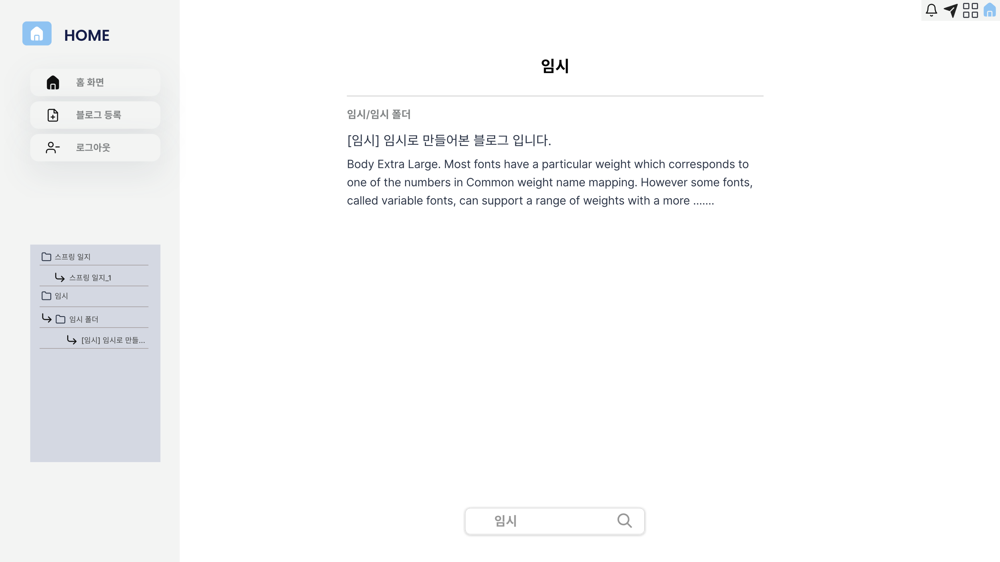 HOME
홈 화면
블로그 등록
로그아웃
스프링 일지
스프링 일지_1
임시
임시 폴더
[임시] 임시로 만들...
임시
임시/임시 폴더
[임시] 임시로 만들어본 블로그 입니다.
Body Extra Large. Most fonts have a particular weight which corresponds to
one of the numbers in Common weight name mapping. However some fonts,
called variable fonts, can support a range of weights with a more .......
임시